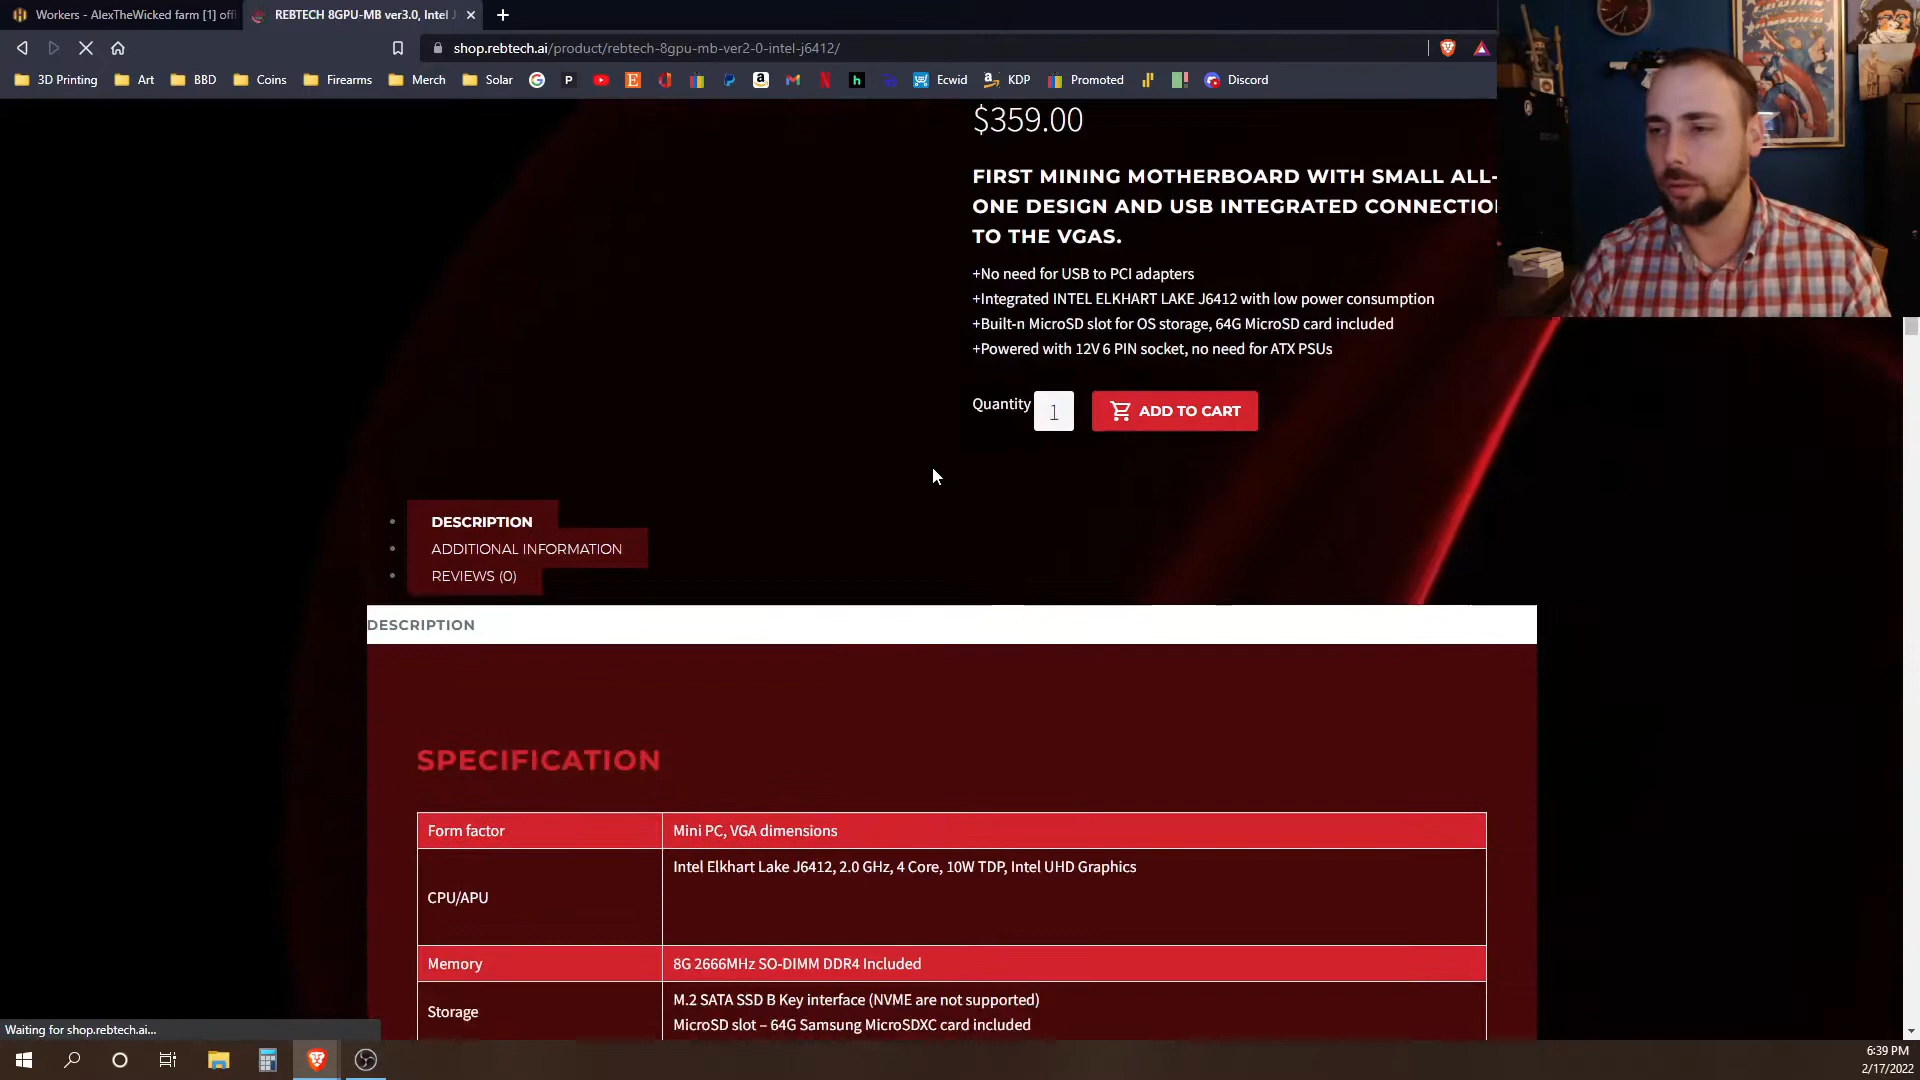 Workers - AlexTheWicked farm [1] offl
REBTECH 8GPU-MB ver3.0, Intel J
shop.rebtech.ai/product/rebtech-8gpu-mb-ver2-0-intel-j6412/
3D Printing
Art
BBD
Coins
Firearms
Merch
Solar
Ecwid
KDP
Promoted
Discord
$359.00
FIRST MINING MOTHERBOARD WITH SMALL ALL-
ONE DESIGN AND USB INTEGRATED CONNECTION
TO THE VGAS.
+No need for USB to PCI adapters
+Integrated INTEL ELKHART LAKE J6412 with low power consumption
+Built-n MicroSD slot for OS storage, 64G MicroSD card included
+Powered with 12V 6 PIN socket, no need for ATX PSUs
Quantity 1 ADD TO CART
DESCRIPTION
ADDITIONAL INFORMATION
REVIEWS (0)
DESCRIPTION
SPECIFICATION
Form factor Mini PC, VGA dimensions
CPU/APU Intel Elkhart Lake J6412, 2.0 GHz, 4 Core, 10W TDP, Intel UHD Graphics
Memory 8G 2666MHz SO-DIMM DDR4 Included
Storage M.2 SATA SSD B Key interface (NVME are not supported)
MicroSD slot – 64G Samsung MicroSDXC card included
Waiting for shop.rebtech.ai...
6:39 PM
2/17/2022